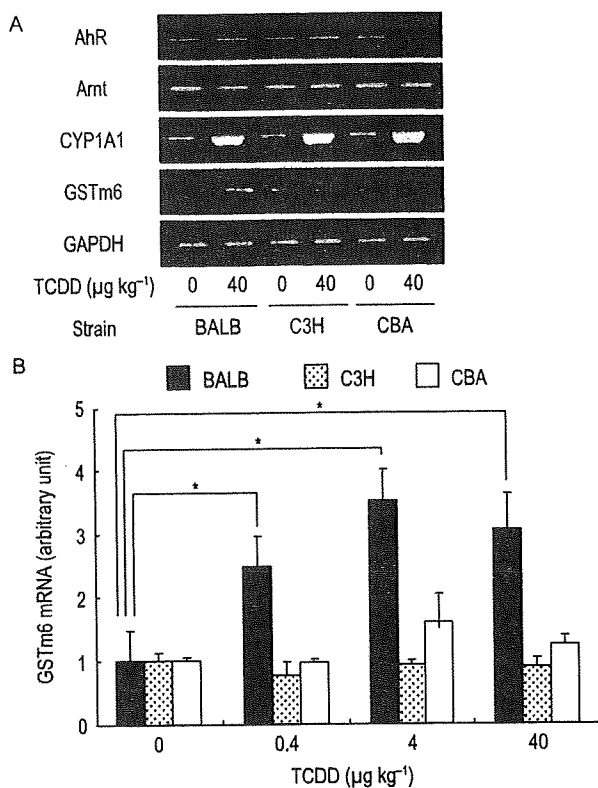 A
AhR
Arnt
CYP1A1
GSTm6
GAPDH
TCDD (µg kg⁻¹) 0 40 0 40 0 40
Strain BALB C3H CBA
B
BALB C3H CBA
* * *
GSTm6 mRNA (arbitrary unit)
5
4
3
2
1
0
0 0.4 4 40
TCDD (µg kg⁻¹)